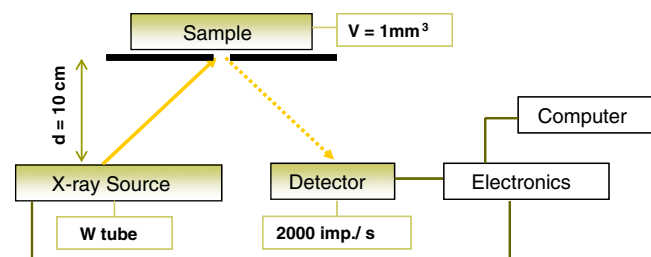 Sample
V = 1mm³
d = 10 cm
Computer
X-ray Source
Detector
Electronics
W tube
2000 imp./ s